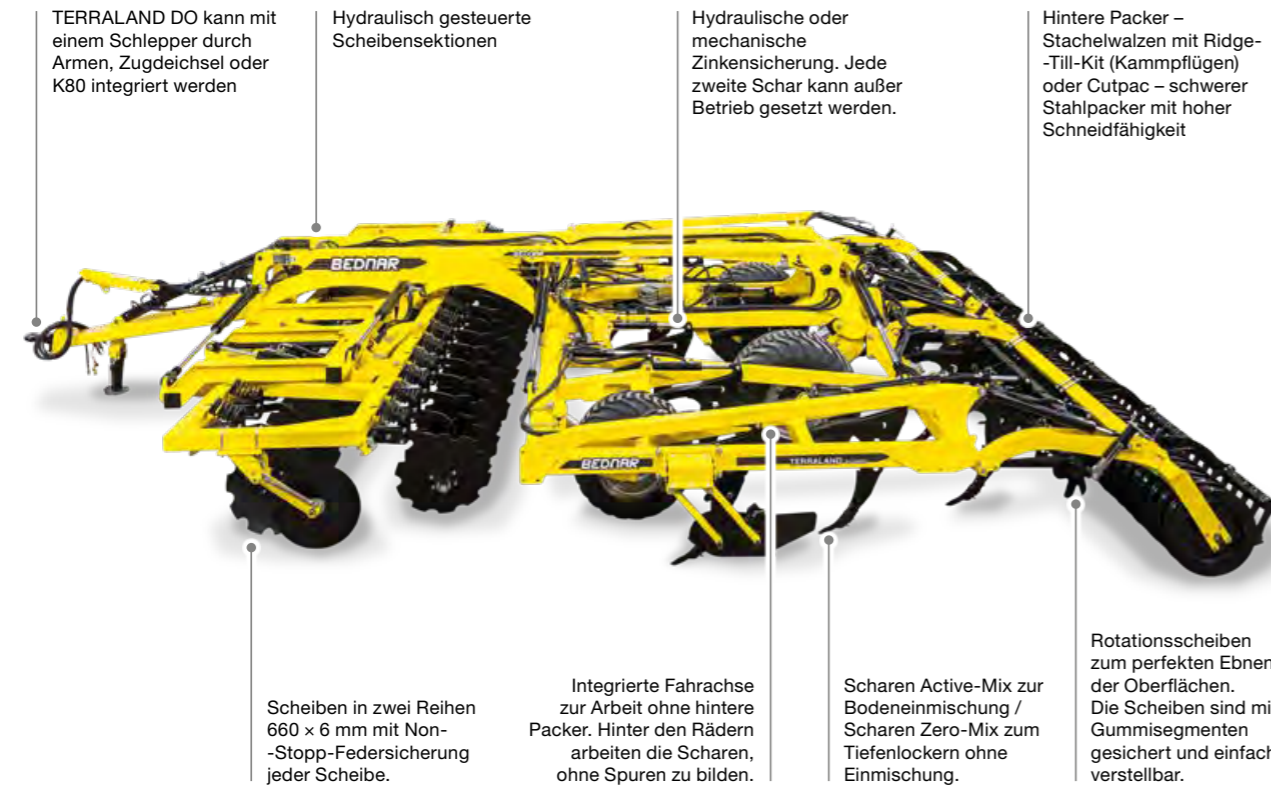 TERRALAND DO kann mit
einem Schlepper durch
Armen, Zugdeichsel oder
K80 integriert werden
Hydraulisch gesteuerte
Scheibensektionen
Hydraulische oder
mechanische
Zinkensicherung. Jede
zweite Schar kann außer
Betrieb gesetzt werden.
Hintere Packer –
Stachelwalzen mit Ridge-
-Till-Kit (Kammpflügen)
oder Cutpac – schwerer
Stahlpacker mit hoher
Schneidfähigkeit
BEDNAR
BEDNAR
TERRALAND
Scheiben in zwei Reihen
660 × 6 mm mit Non-
-Stopp-Federsicherung
jeder Scheibe.
Integrierte Fahrachse
zur Arbeit ohne hintere
Packer. Hinter den Rädern
arbeiten die Scharen,
ohne Spuren zu bilden.
Scharen Active-Mix zur
Bodeneinmischung /
Scharen Zero-Mix zum
Tiefenlockern ohne
Einmischung.
Rotationsscheiben
zum perfekten Ebnen
der Oberflächen.
Die Scheiben sind mi
Gummisegmenten
gesichert und einfach
verstellbar.